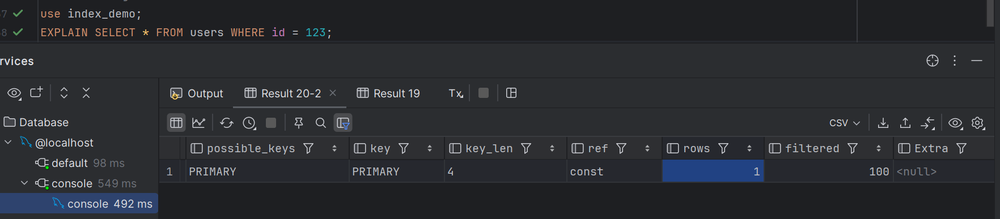 use index_demo;
EXPLAIN SELECT * FROM users WHERE id = 123;
rvices
Output Result 20-2 Result 19 Tx
CSV
Database
@localhost
default 98 ms
console 549 ms
console 492 ms
possible_keys key key_len ref rows filtered Extra
1 PRIMARY PRIMARY 4 const 1 100 <null>